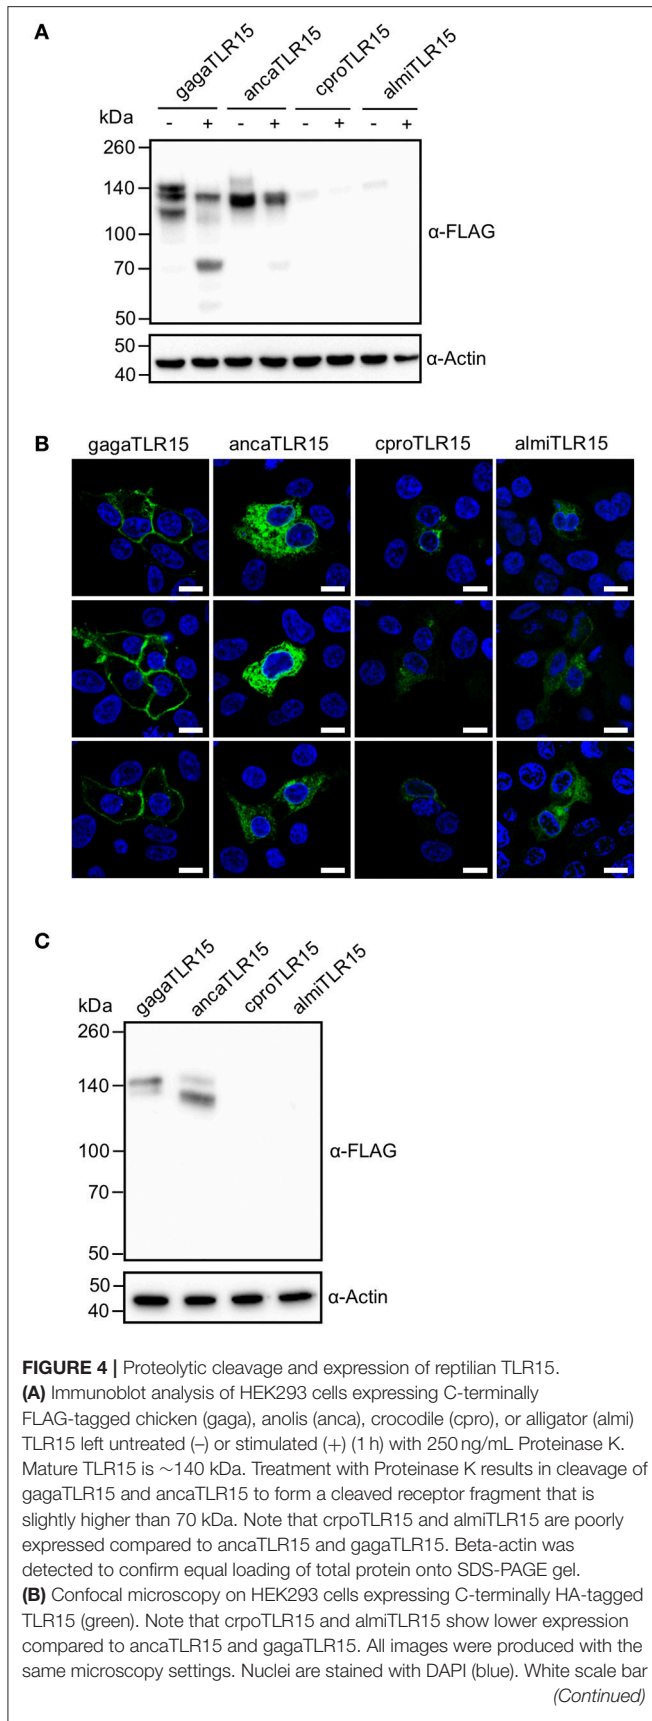 A
gagaTLR15 ancaTLR15 cproTLR15 almiTLR15
kDa - + - + - + - +
260
140
100
70
50
α-FLAG
50
40
α-Actin
B
gagaTLR15 ancaTLR15 cproTLR15 almiTLR15
C
gagaTLR15 ancaTLR15 cproTLR15 almiTLR15
kDa
260
140
100
70
50
α-FLAG
50
40
α-Actin
FIGURE 4 | Proteolytic cleavage and expression of reptilian TLR15.
(A) Immunoblot analysis of HEK293 cells expressing C-terminally
FLAG-tagged chicken (gaga), anolis (anca), crocodile (cpro), or alligator (almi)
TLR15 left untreated (–) or stimulated (+) (1 h) with 250 ng/mL Proteinase K.
Mature TLR15 is ∼140 kDa. Treatment with Proteinase K results in cleavage of
gagaTLR15 and ancaTLR15 to form a cleaved receptor fragment that is
slightly higher than 70 kDa. Note that crpoTLR15 and almiTLR15 are poorly
expressed compared to ancaTLR15 and gagaTLR15. Beta-actin was
detected to confirm equal loading of total protein onto SDS-PAGE gel.
(B) Confocal microscopy on HEK293 cells expressing C-terminally HA-tagged
TLR15 (green). Note that crpoTLR15 and almiTLR15 show lower expression
compared to ancaTLR15 and gagaTLR15. All images were produced with the
same microscopy settings. Nuclei are stained with DAPI (blue). White scale bar
(Continued)